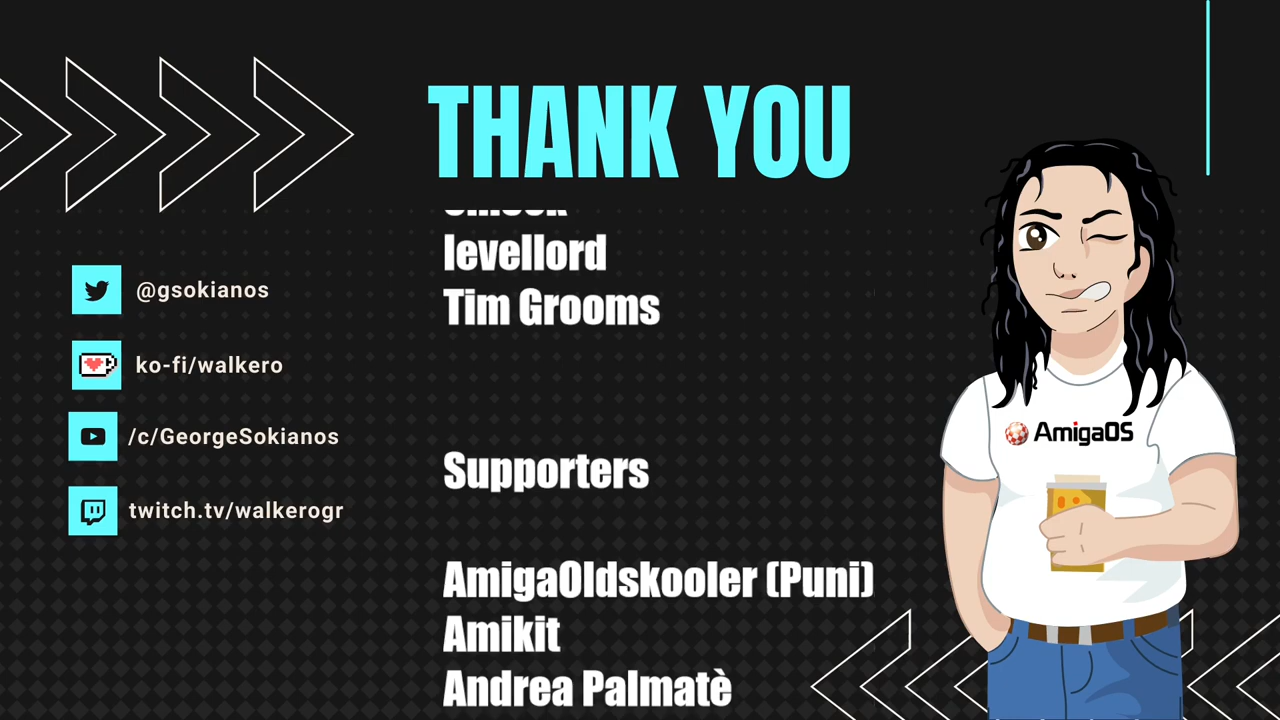 THANK YOU
levellord
Tim Grooms
@gsokianos
ko-fi/walkero
/c/GeorgeSokianos
twitch.tv/walkerogr
Supporters
AmigaOldskooler (Puni)
Amikit
Andrea Palmatè
AmigaOS